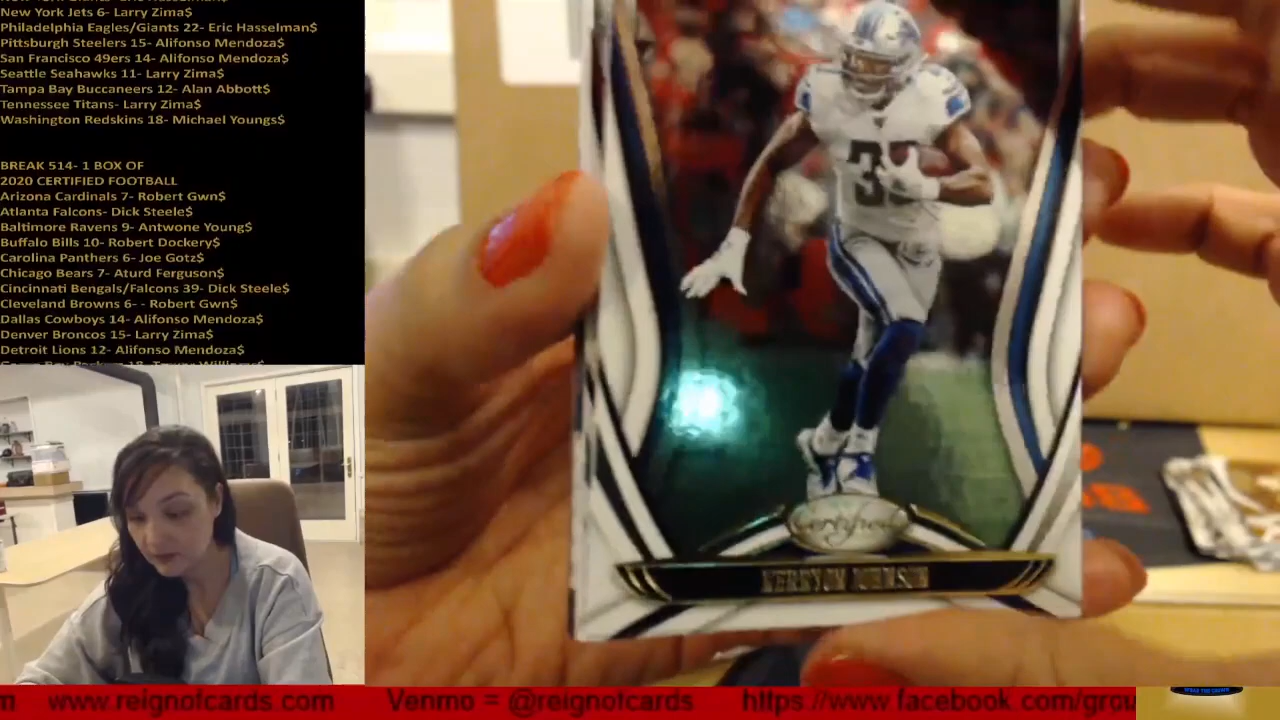 New York Jets 6- Larry Zima$
Philadelphia Eagles/Giants 22- Eric Hasselman$
Pittsburgh Steelers 15- Alifonso Mendoza$
San Francisco 49ers 14- Alifonso Mendoza$
Seattle Seahawks 11- Larry Zima$
Tampa Bay Buccaneers 12- Alan Abbott$
Tennessee Titans- Larry Zima$
Washington Redskins 18- Michael Youngs$
BREAK 514- 1 BOX OF
2020 CERTIFIED FOOTBALL
Arizona Cardinals 7- Robert Gwn$
Atlanta Falcons- Dick Steele$
Baltimore Ravens 9- Antwone Young$
Buffalo Bills 10- Robert Dockery$
Carolina Panthers 6- Joe Gotz$
Chicago Bears 7- Aturd Ferguson$
Cincinnati Bengals/Falcons 39- Dick Steele$
Cleveland Browns 6- - Robert Gwn$
Dallas Cowboys 14- Alifonso Mendoza$
Denver Broncos 15- Larry Zima$
Detroit Lions 12- Alifonso Mendoza$
Certified
KERRYON JOHNSON
m www.reignofcards.com Venmo = @reignofcards https://www.facebook.com/grou